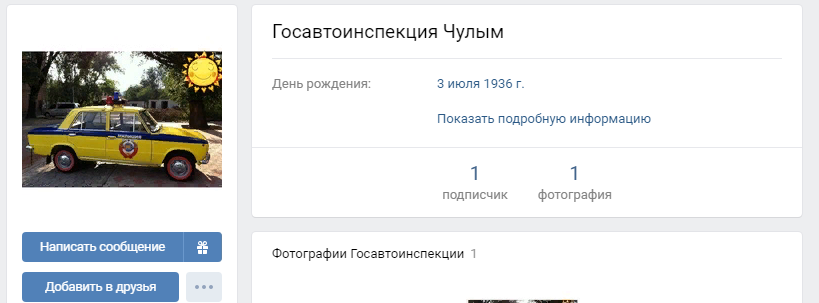 Госавтоинспекция Чулым
День рождения: 3 июля 1936 г.
Показать подробную информацию
1 1
подписчик фотография
МИЛИЦИЯ
Написать сообщение
Добавить в друзья
Фотографии Госавтоинспекции 1